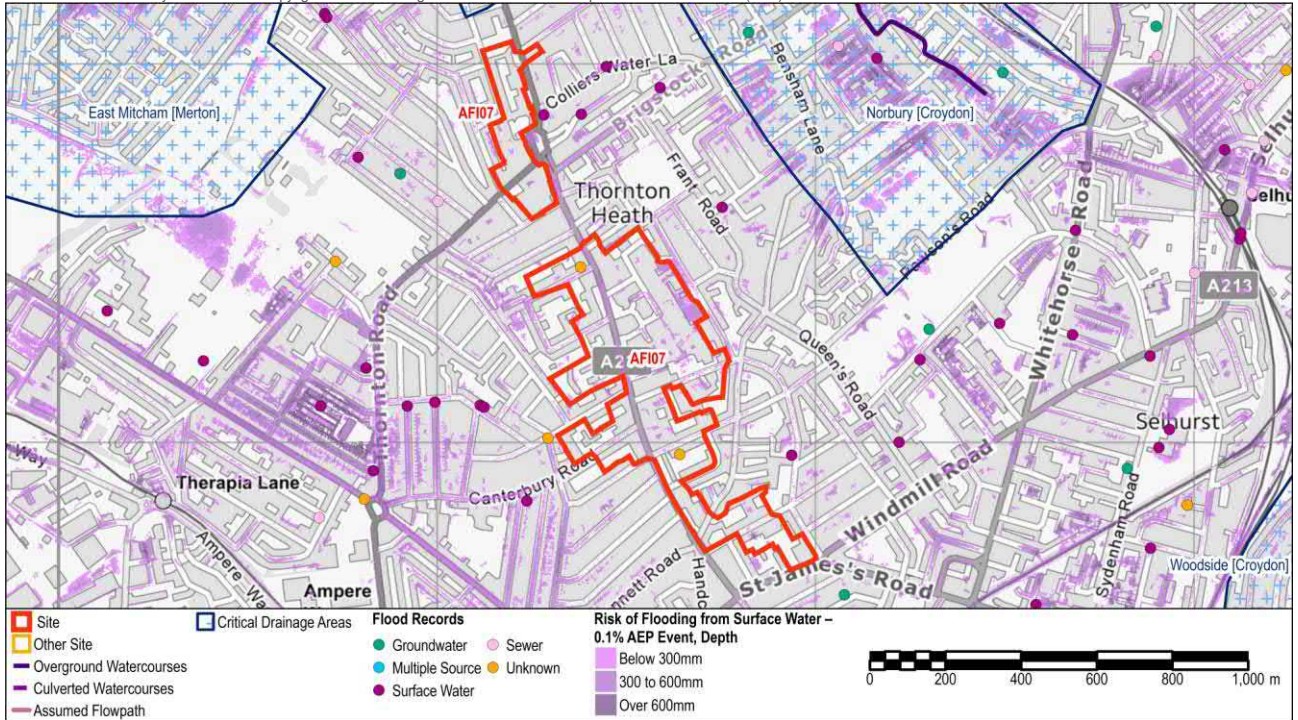 East Mitcham [Merton]
AFI07
Colliers Water La
Brigstock Road
Bensham Lane
Norbury [Croydon]
Thornton
Heath
Frant Road
Whitehorse Road
A213
Thornton Road
AFI07
Queen's Road
Selhurst
Way
Therapia Lane
Canterbury Road
Windmill Road
Sydenham Road
Ampere
St James's Road
Woodside [Croydon]
Site
Other Site
Overground Watercourses
Culverted Watercourses
Assumed Flowpath
Critical Drainage Areas
Flood Records
Groundwater
Multiple Source
Surface Water
Sewer
Unknown
Risk of Flooding from Surface Water –
0.1% AEP Event, Depth
Below 300mm
300 to 600mm
Over 600mm
0 200 400 600 800 1,000 m